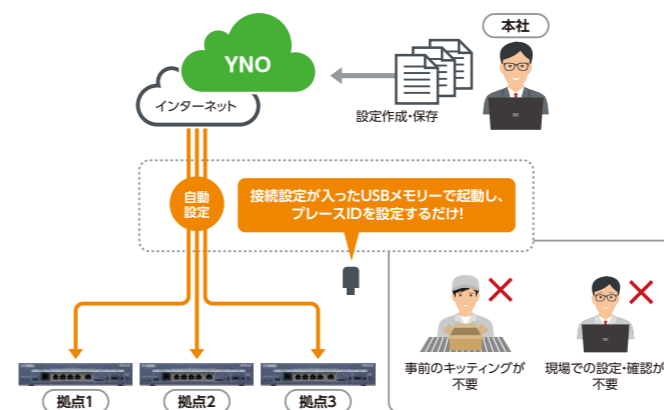 本社
YNO
インターネット
設定作成・保存
自動
設定
接続設定が入ったUSBメモリーで起動し、
プレースIDを設定するだけ!
事前のキッティングが
不要
現場での設定・確認が
不要
拠点1
拠点2
拠点3